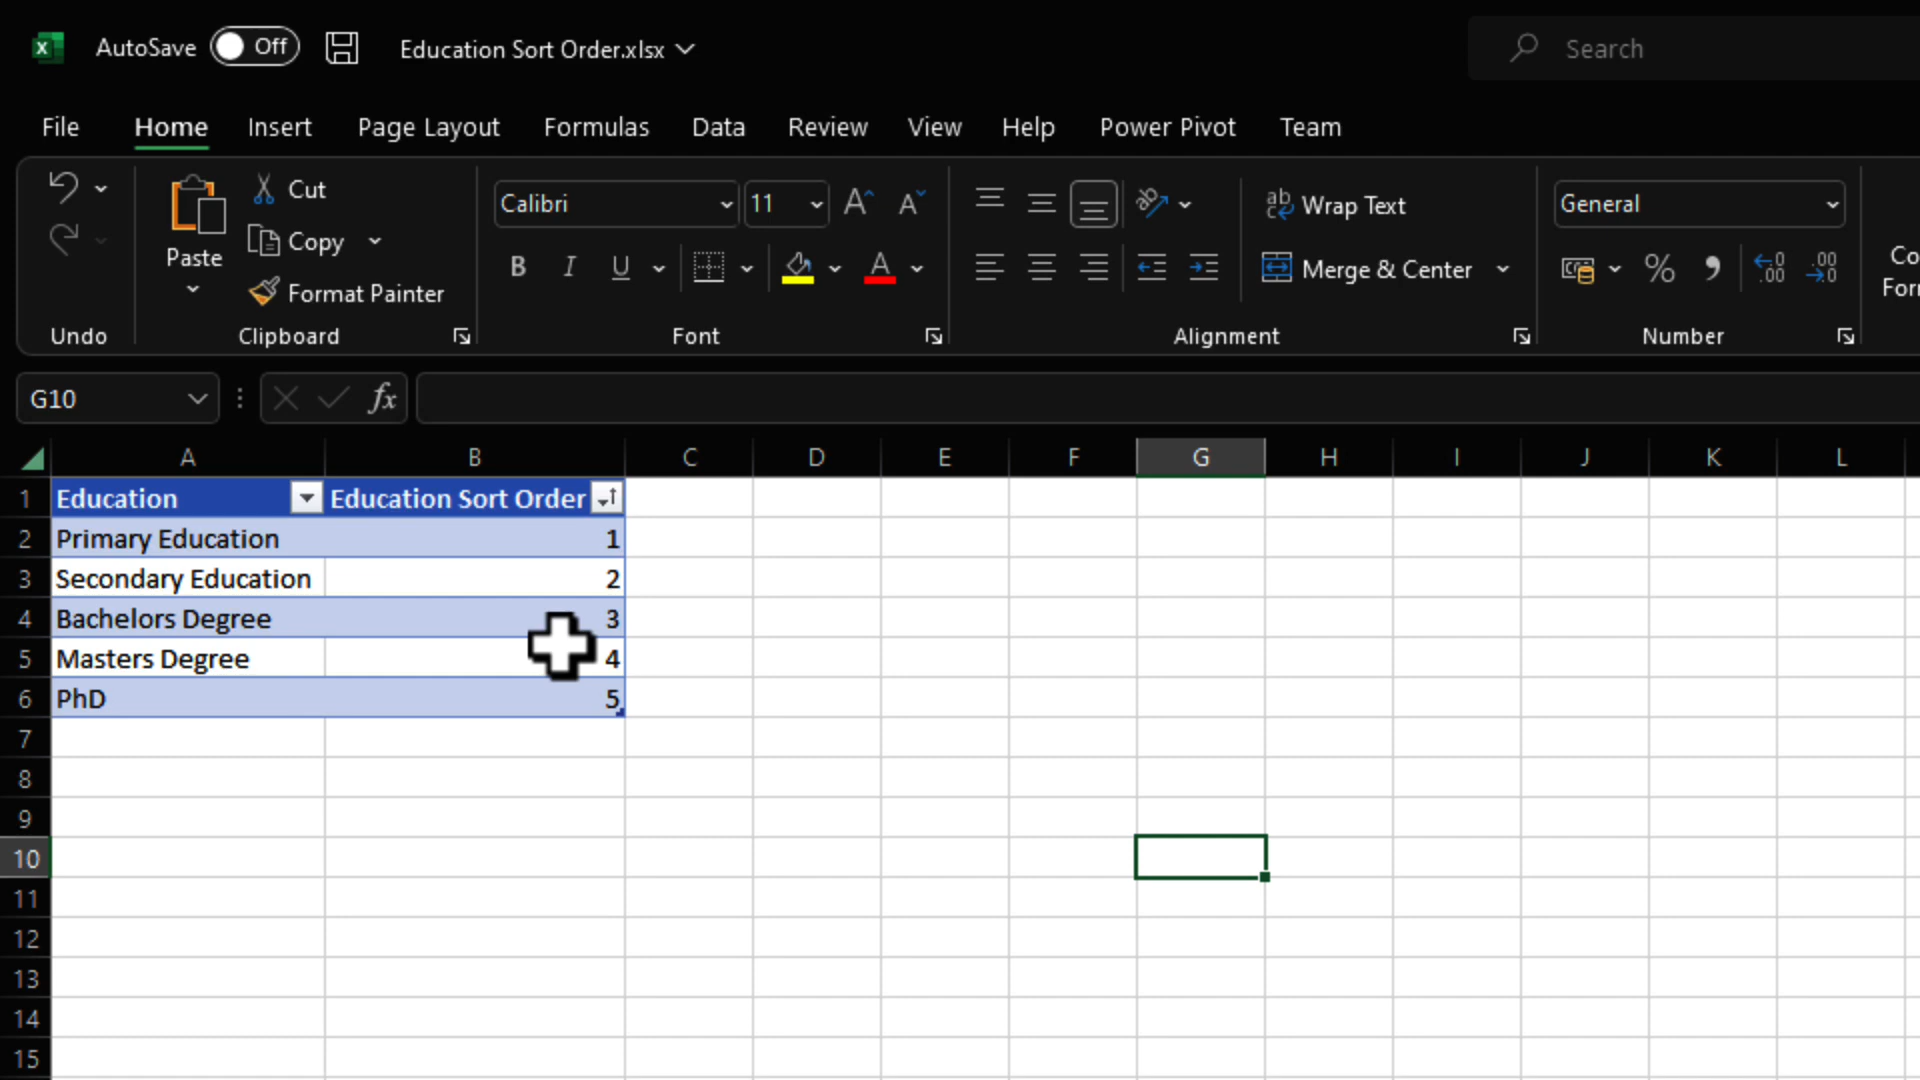 AutoSave Off Education Sort Order.xlsx Search
File Home Insert Page Layout Formulas Data Review View Help Power Pivot Team
Cut
Calibri 11 Wrap Text General
Paste Copy
B I U A Merge & Center % Co
Format Painter Form
Undo Clipboard Font Alignment Number
G10 fx
A B C D E F G H I J K L
1 Education Education Sort Order
2 Primary Education 1
3 Secondary Education 2
4 Bachelors Degree 3
5 Masters Degree 4
6 PhD 5
7
8
9
10
11
12
13
14
15